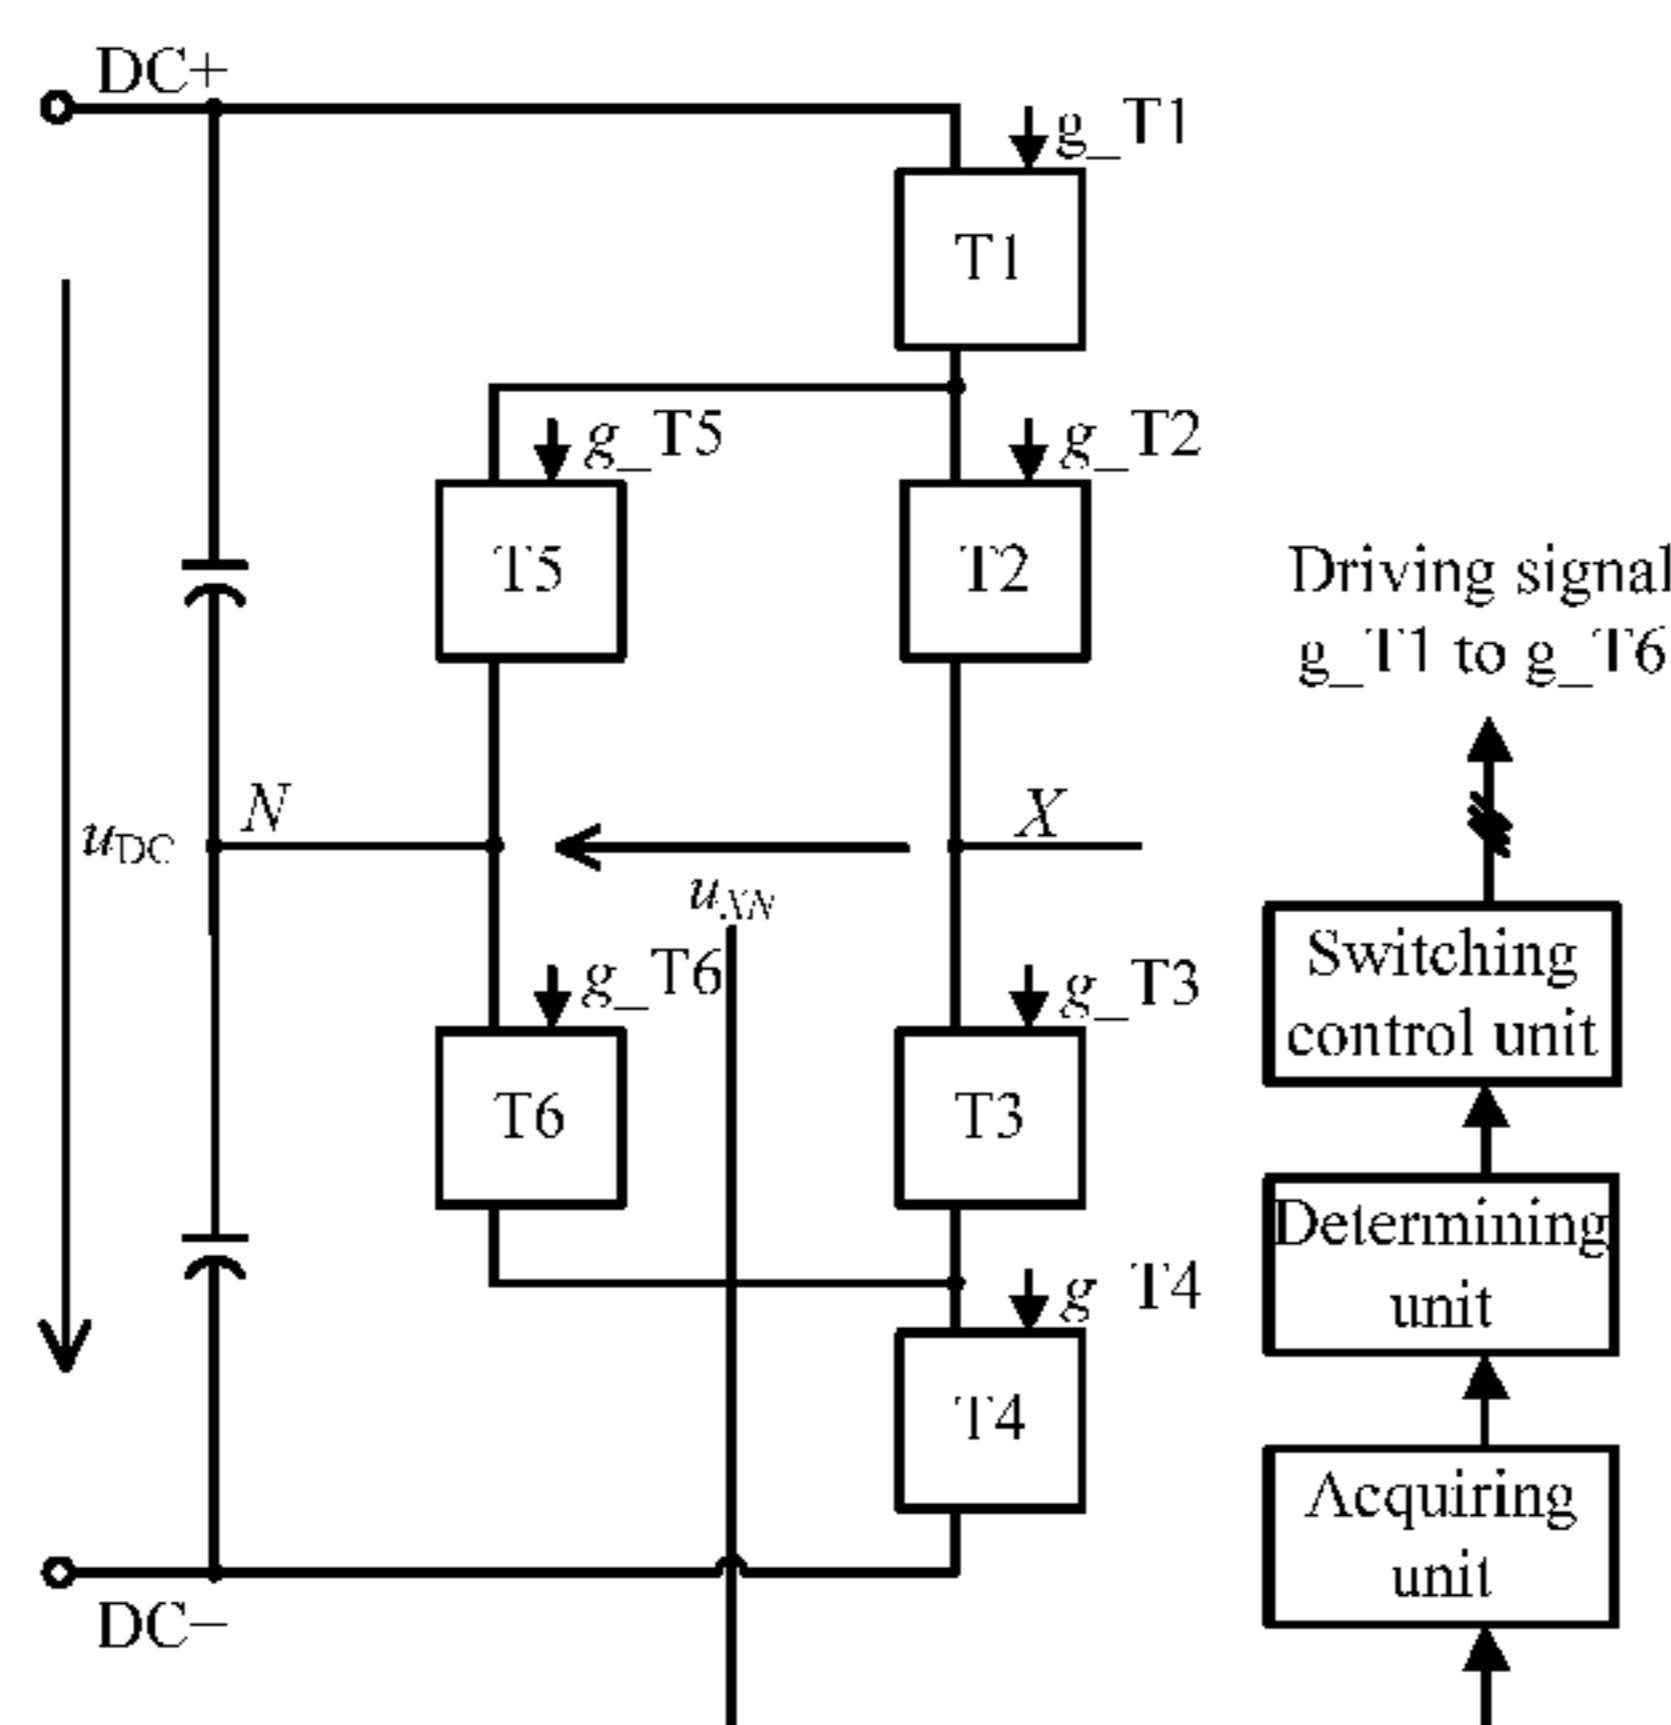 DC+
g_T1
T1
g_T5
g_T2
T5
T2
Driving signal
g_T1 to g_T6
N
X
uDC
uXN
g_T6
g_T3
Switching
control unit
T6
T3
Determining
unit
g T4
T4
Acquiring
unit
DC−